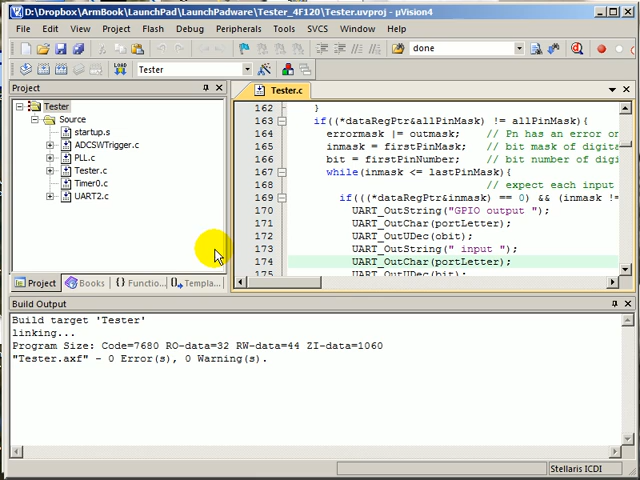 D:\Dropbox\ArmBook\LaunchPad\LaunchPadware\Tester_4F120\Tester.uvproj - µVision4
File Edit View Project Flash Debug Peripherals Tools SVCS Window Help
done
LOAD Tester
Project
Tester.c
Tester
Source
startup.s
ADCSWTrigger.c
PLL.c
Tester.c
Timer0.c
UART2.c
162 }
163 if((*dataRegPtr&allPinMask) != allPinMask){
164 errormask |= outmask; // Pn has an error on
165 inmask = firstPinMask; // bit mask of digita
166 bit = firstPinNumber; // bit number of digi
167 while(inmask <= lastPinMask){
168 // expect each input
169 if(((*dataRegPtr&inmask) == 0) && (inmask !=
170 UART_OutString("GPIO output ");
171 UART_OutChar(portLetter);
172 UART_OutUDec(obit);
173 UART_OutString(" input ");
174 UART_OutChar(portLetter);
175 UART_OutUDec(bit);
Project Books {} Functio... Templa...
Build Output
Build target 'Tester'
linking...
Program Size: Code=7680 RO-data=32 RW-data=44 ZI-data=1060
"Tester.axf" - 0 Error(s), 0 Warning(s).
Stellaris ICDI